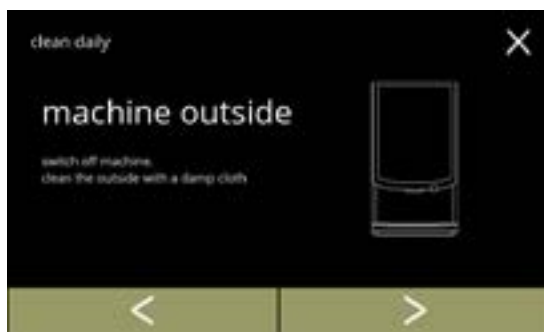 clean daily
machine outside
switch off machine.
clean the outside with a damp cloth